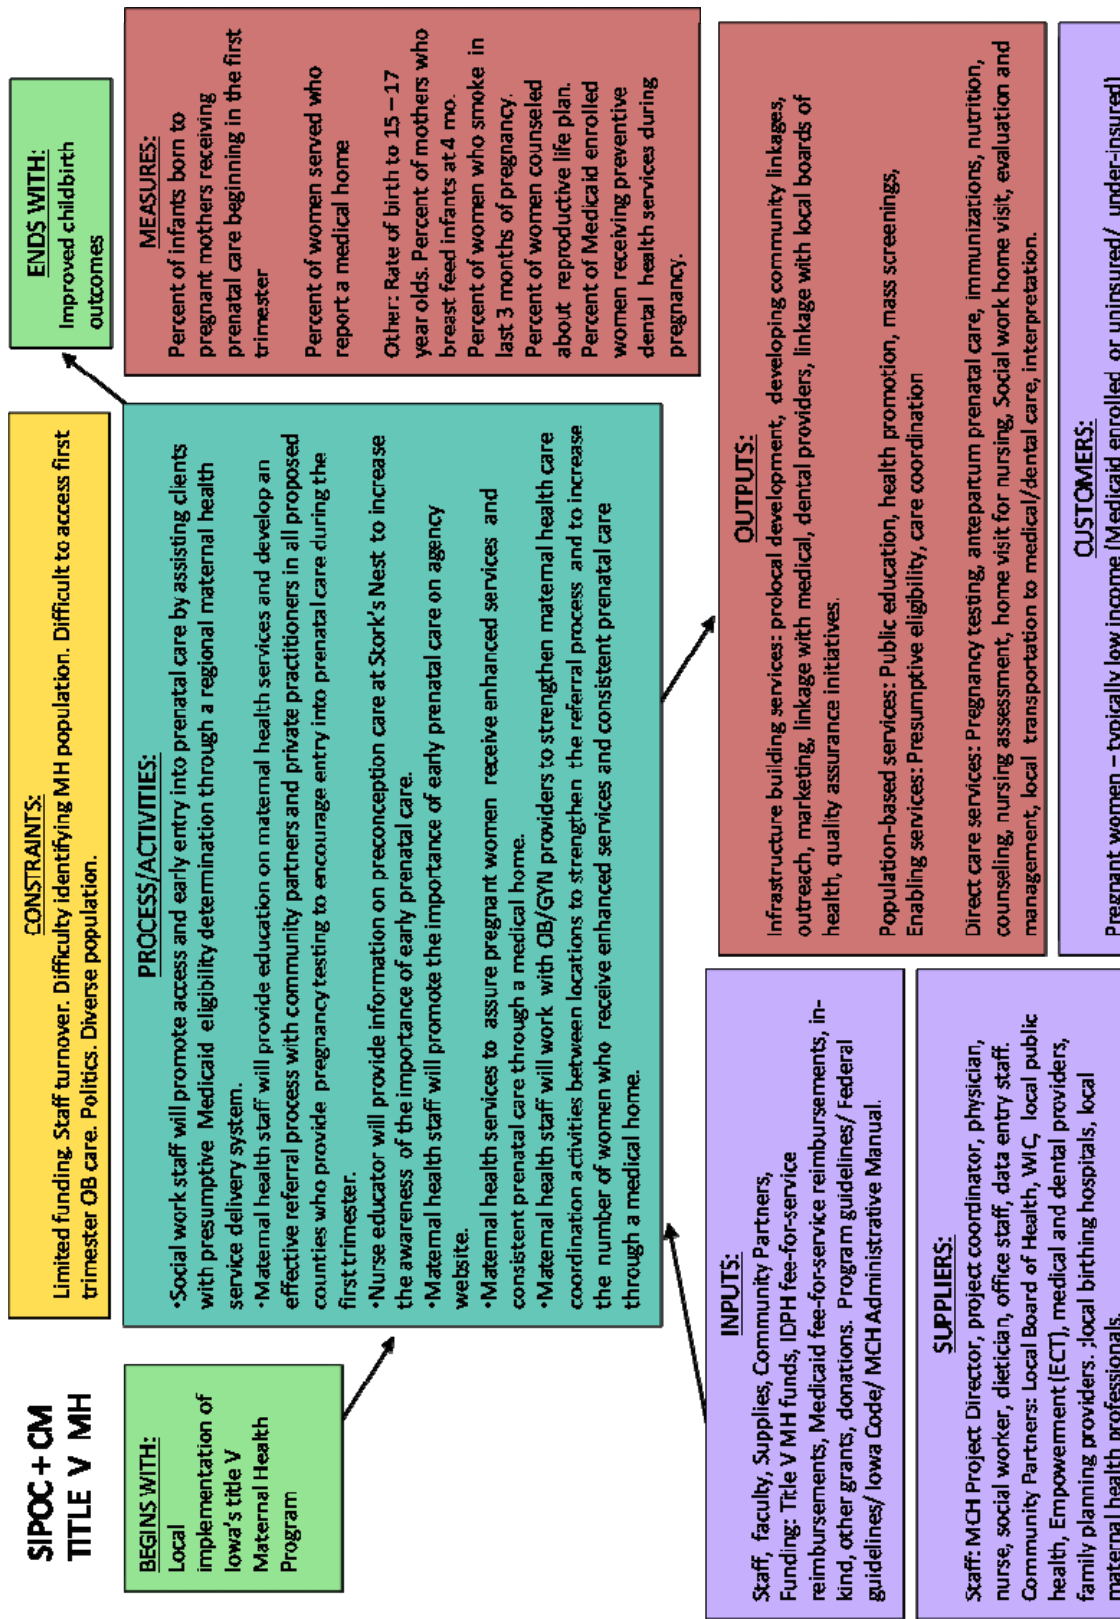 SIPOC + CM
TITLE V MH
BEGINS WITH:
Local
implementation of
Iowa's title V
Maternal Health
Program
CONSTRAINTS:
Limited funding. Staff turnover. Difficulty identifying MH population. Difficult to access first
trimester OB care. Politics. Diverse population.
ENDS WITH:
Improved childbirth
outcomes
PROCESS/ACTIVITIES:
•Social work staff will promote access and early entry into prenatal care by assisting clients
with presumptive Medicaid eligibility determination through a regional maternal health
service delivery system.
•Maternal health staff will provide education on maternal health services and develop an
effective referral process with community partners and private practitioners in all proposed
counties who provide pregnancy testing to encourage entry into prenatal care during the
first trimester.
•Nurse educator will provide information on preconception care at Stork's Nest to increase
the awareness of the importance of early prenatal care.
•Maternal health staff will promote the importance of early prenatal care on agency
website.
•Maternal health services to assure pregnant women receive enhanced services and
consistent prenatal care through a medical home.
•Maternal health staff will work with OB/GYN providers to strengthen maternal health care
coordination activities between locations to strengthen the referral process and to increase
the number of women who receive enhanced services and consistent prenatal care
through a medical home.
MEASURES:
Percent of infants born to
pregnant mothers receiving
prenatal care beginning in the first
trimester
Percent of women served who
report a medical home
Other: Rate of birth to 15 – 17
year olds. Percent of mothers who
breast feed infants at 4 mo.
Percent of women who smoke in
last 3 months of pregnancy.
Percent of women counseled
about reproductive life plan.
Percent of Medicaid enrolled
women receiving preventive
dental health services during
pregnancy.
INPUTS:
Staff, faculty, Supplies, Community Partners,
Funding: Title V MH funds, IDPH fee-for-service
reimbursements, Medicaid fee-for-service reimbursements, in-
kind, other grants, donations. Program guidelines/ Federal
guidelines/ Iowa Code/ MCH Administrative Manual.
OUTPUTS:
Infrastructure building services: prolocal development, developing community linkages,
outreach, marketing, linkage with medical, dental providers, linkage with local boards of
health, quality assurance initiatives.
Population-based services: Public education, health promotion, mass screenings,
Enabling services: Presumptive eligibility, care coordination
Direct care services: Pregnancy testing, antepartum prenatal care, immunizations, nutrition,
counseling, nursing assessment, home visit for nursing, Social work home visit, evaluation and
management, local transportation to medical/dental care, interpretation.
SUPPLIERS:
Staff: MCH Project Director, project coordinator, physician,
nurse, social worker, dietician, office staff, data entry staff.
Community Partners: Local Board of Health, WIC, local public
health, Empowerment (ECT), medical and dental providers,
family planning providers. ;local birthing hospitals, local
maternal health professionals.
CUSTOMERS:
Pregnant women – typically low income (Medicaid enrolled or uninsured/ under-insured)